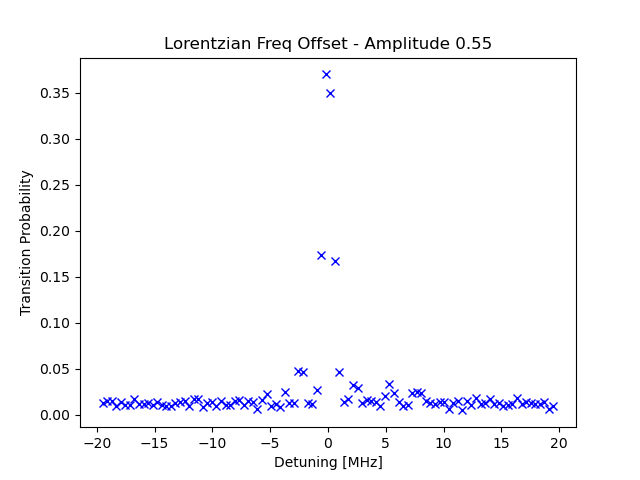 Lorentzian Freq Offset - Amplitude 0.55
0.35
0.30
0.25
0.20
0.15
0.10
0.05
0.00
Transition Probability
−20 −15 −10 −5 0 5 10 15 20
Detuning [MHz]